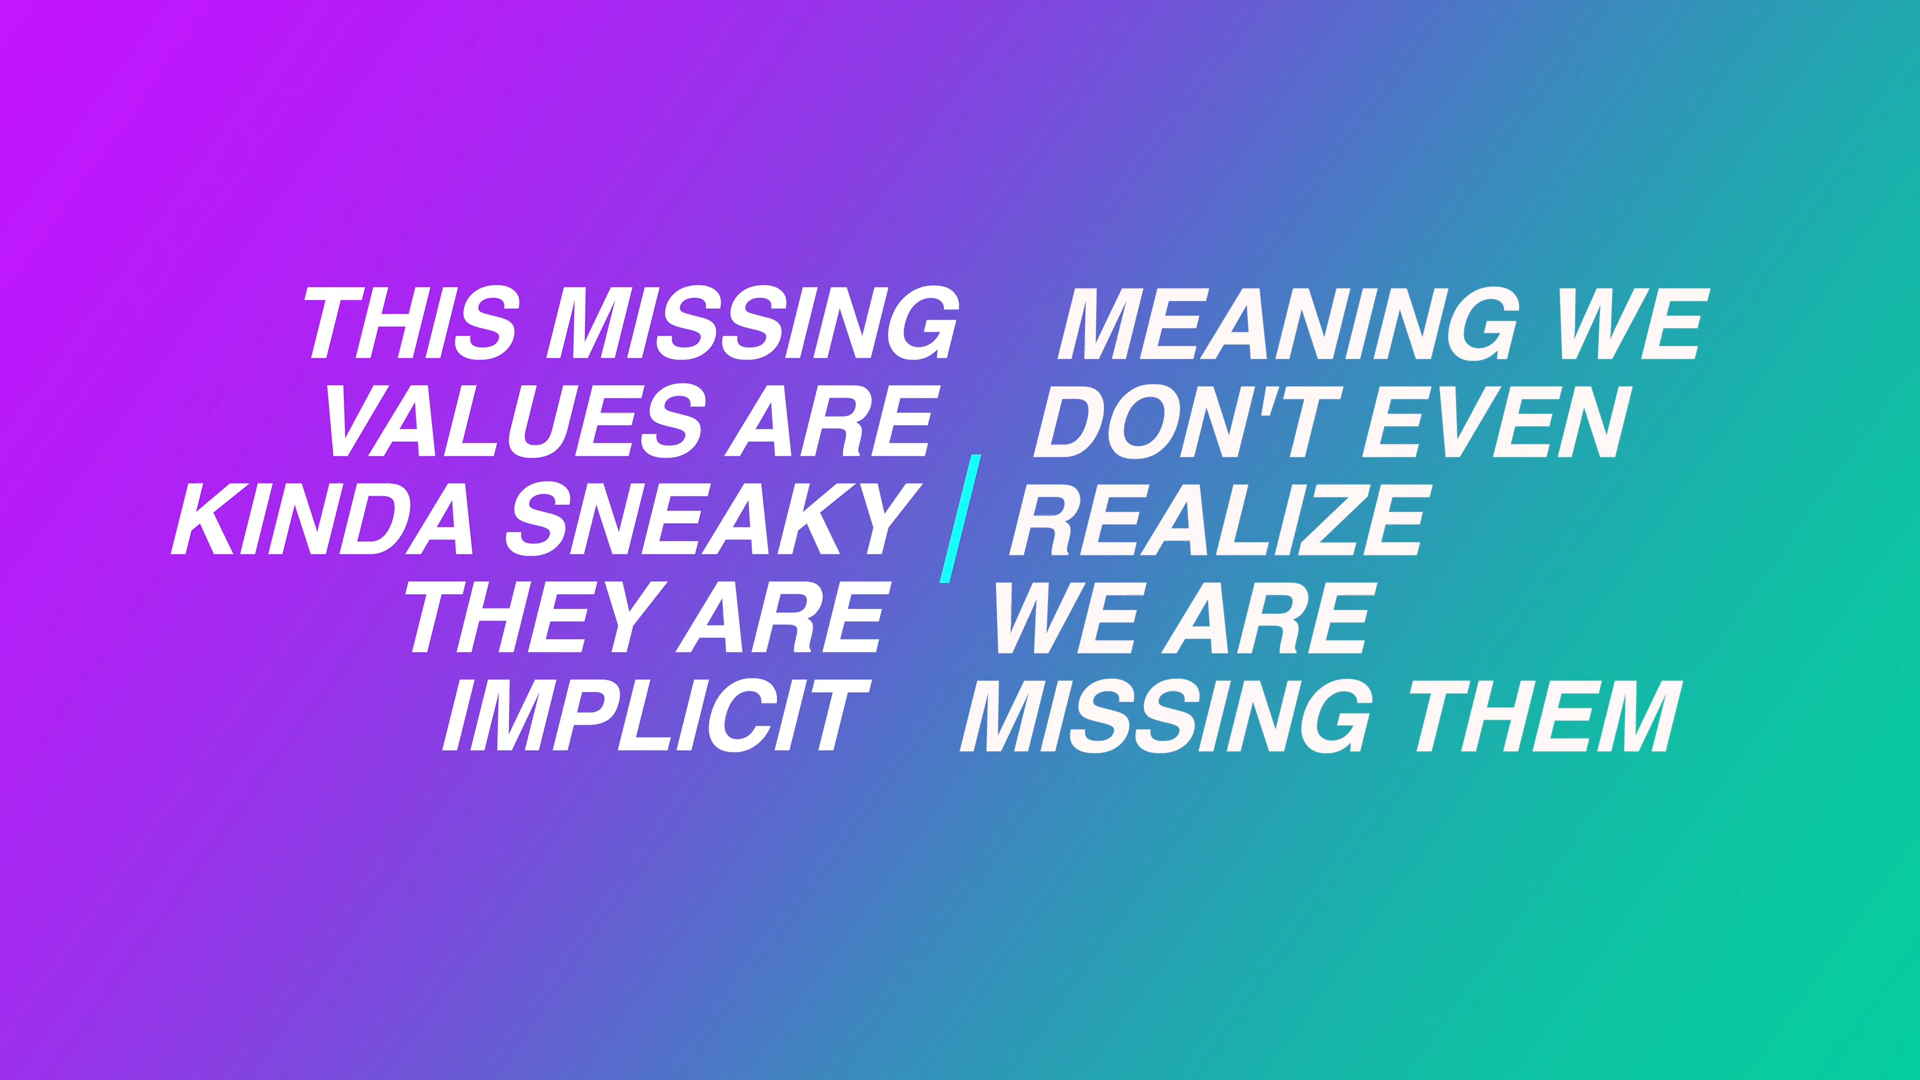 THIS MISSING
VALUES ARE
KINDA SNEAKY
THEY ARE
IMPLICIT
MEANING WE
DON'T EVEN
REALIZE
WE ARE
MISSING THEM